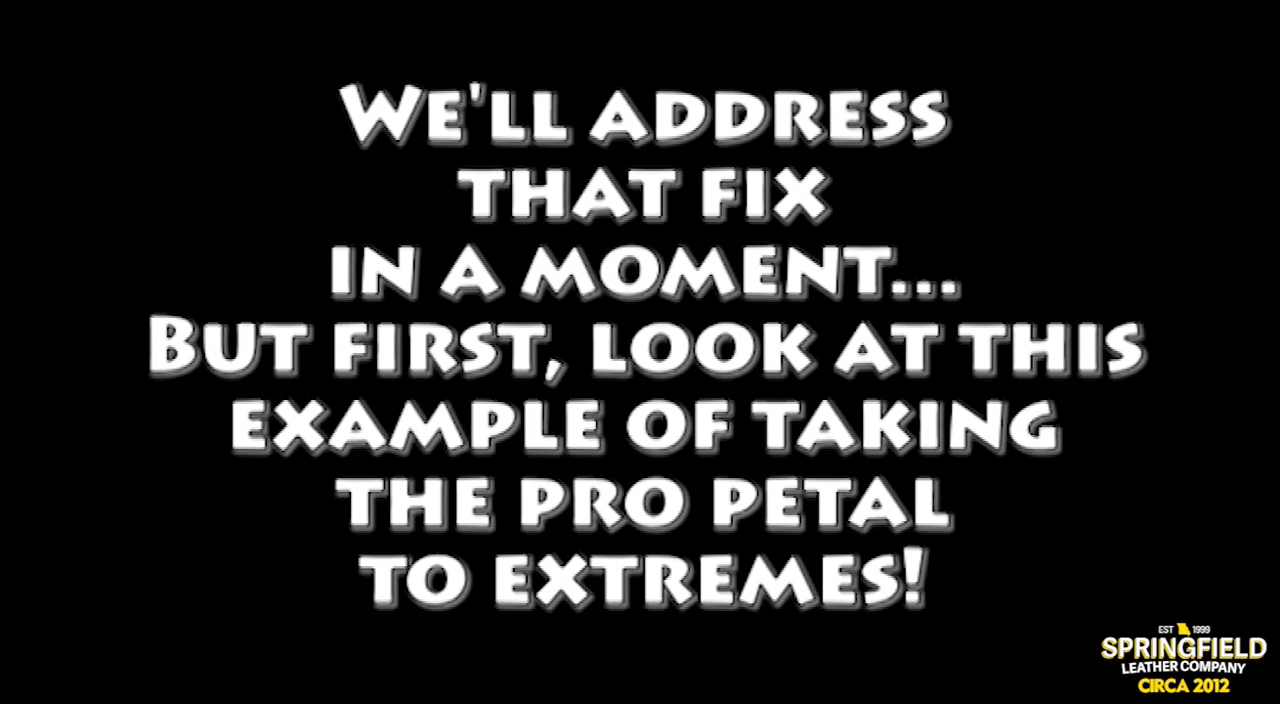 We'll address
that fix
in a moment...
But first, look at this
example of taking
the pro petal
to extremes!
EST 1999
SPRINGFIELD
LEATHER COMPANY
CIRCA 2012